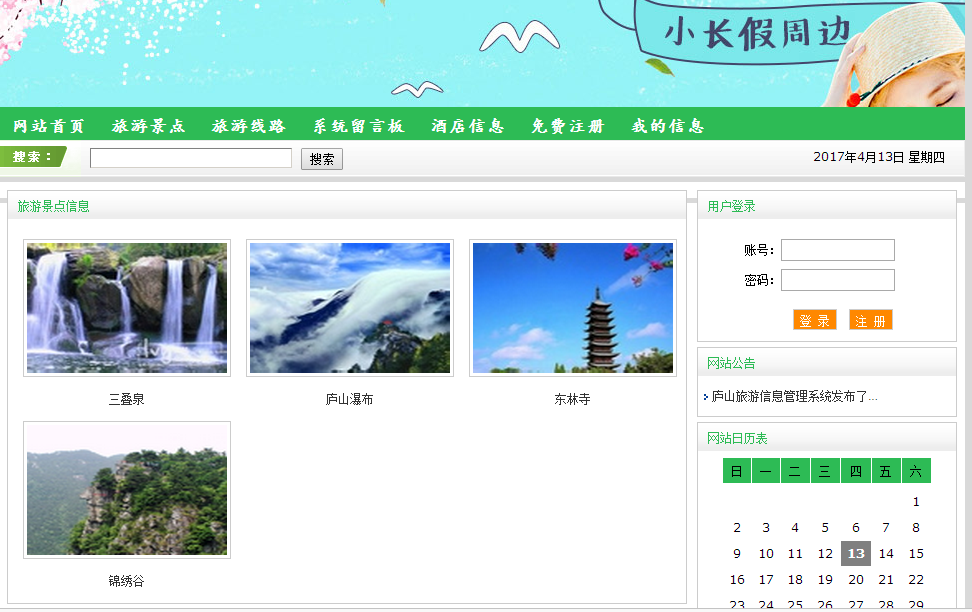 小长假周边
网站首页 旅游景点 旅游线路 系统留言板 酒店信息 免费注册 我的信息
搜索： 搜索 2017年4月13日 星期四
旅游景点信息
三叠泉 庐山瀑布 东林寺
锦绣谷
用户登录
账号：
密码：
登 录 注 册
网站公告
庐山旅游信息管理系统发布了...
网站日历表
日 一 二 三 四 五 六
1
2 3 4 5 6 7 8
9 10 11 12 13 14 15
16 17 18 19 20 21 22
23 24 25 26 27 28 29